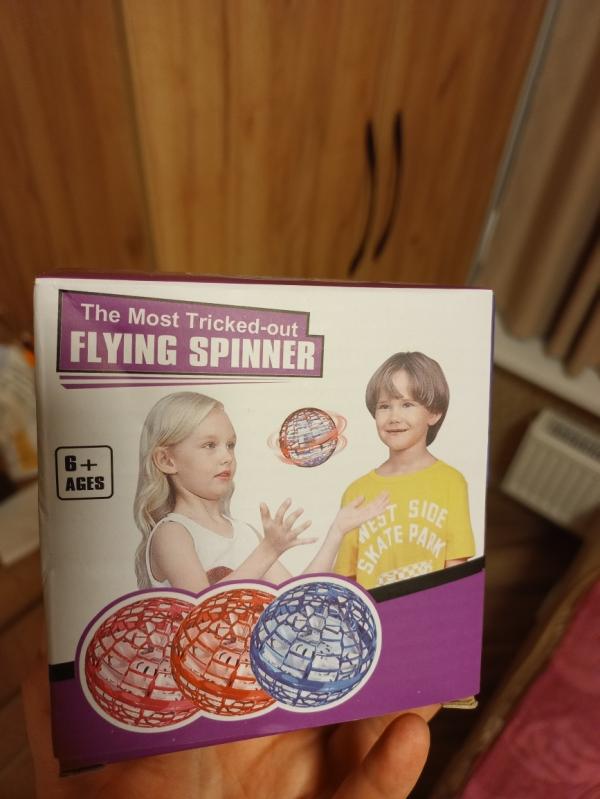 The Most Tricked-out
FLYING SPINNER
6+
AGES
WEST SIDE
SKATE PARK